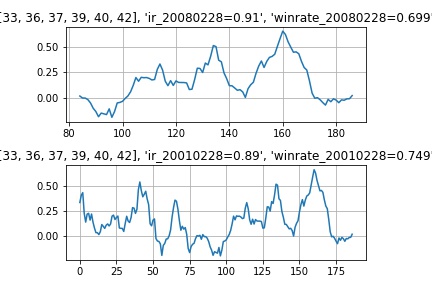 [33, 36, 37, 39, 40, 42], 'ir_20080228=0.91', 'winrate_20080228=0.699'
0.50
0.25
0.00
80 100 120 140 160 180
[33, 36, 37, 39, 40, 42], 'ir_20010228=0.89', 'winrate_20010228=0.749'
0.50
0.25
0.00
0 25 50 75 100 125 150 175